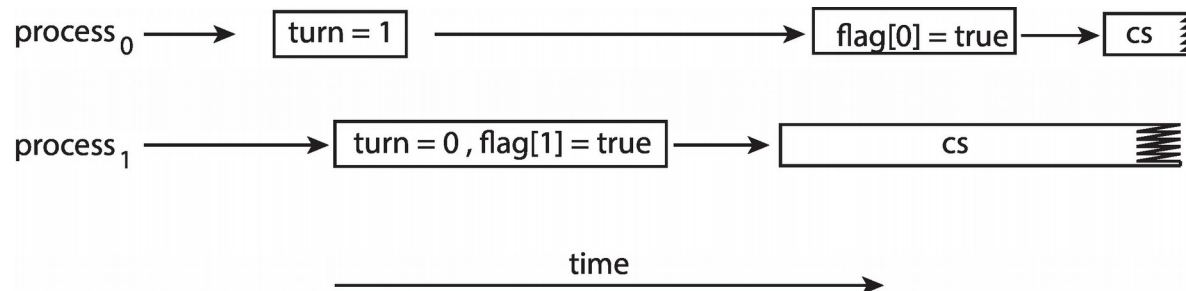 process₀ turn = 1 flag[0] = true cs
process₁ turn = 0 , flag[1] = true cs
time